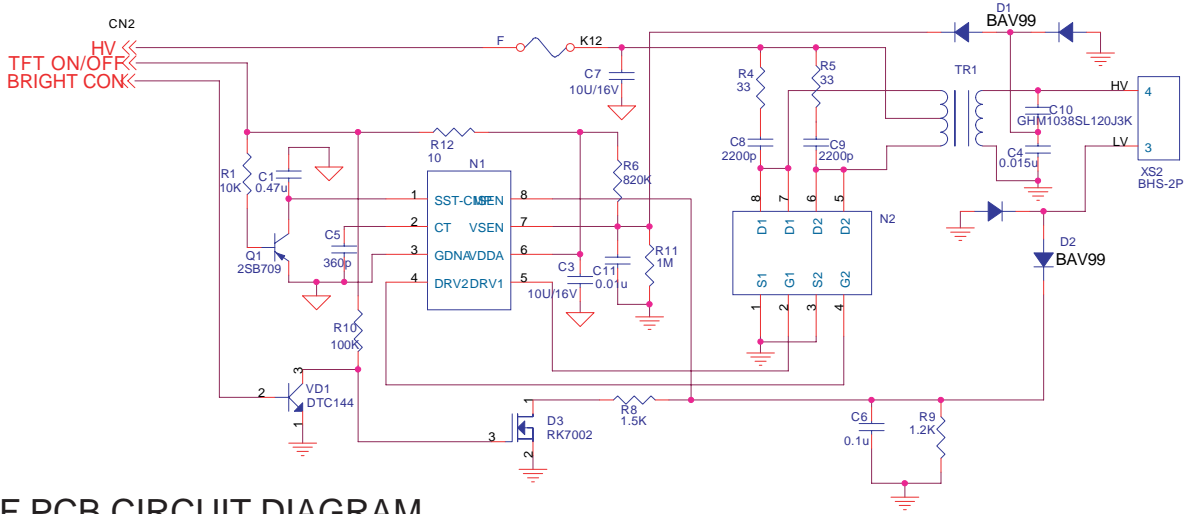 CN2
HV
TFT ON/OFF
BRIGHT CON
F
K12
C7
10U/16V
R4
33
R5
33
C8
2200p
C9
2200p
D1
BAV99
TR1
C10
GHM1038SL120J3K
C4
0.015u
HV
4
LV
3
XS2
BHS-2P
R12
10
R1
10K
C1
0.47u
N1
R6
820K
1
SST-CMP
ISEN
8
2
CT
VSEN
7
3
GDNA
VDDA
6
4
DRV2
DRV1
5
Q1
2SB709
C5
360p
C3
10U/16V
C11
0.01u
R11
1M
8
7
6
5
D1
D1
D2
D2
N2
S1
G1
S2
G2
1
2
3
4
D2
BAV99
R10
100K
2
3
1
VD1
DTC144
3
1
2
D3
RK7002
R8
1.5K
C6
0.1u
R9
1.2K
PCB CIRCUIT DIAGRAM